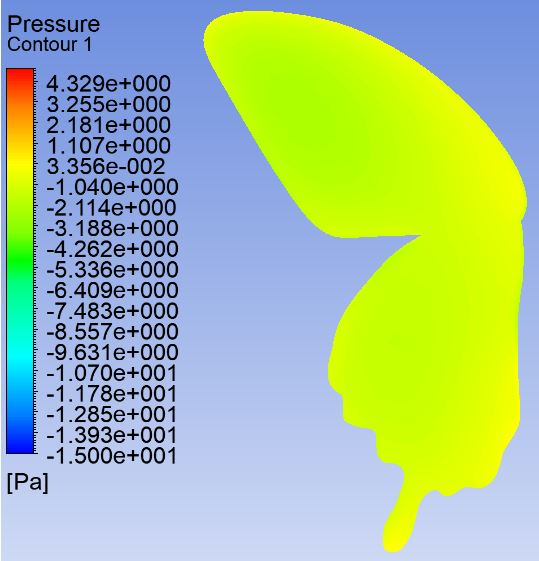 Pressure
Contour 1
4.329e+000
3.255e+000
2.181e+000
1.107e+000
3.356e-002
-1.040e+000
-2.114e+000
-3.188e+000
-4.262e+000
-5.336e+000
-6.409e+000
-7.483e+000
-8.557e+000
-9.631e+000
-1.070e+001
-1.178e+001
-1.285e+001
-1.393e+001
-1.500e+001
[Pa]